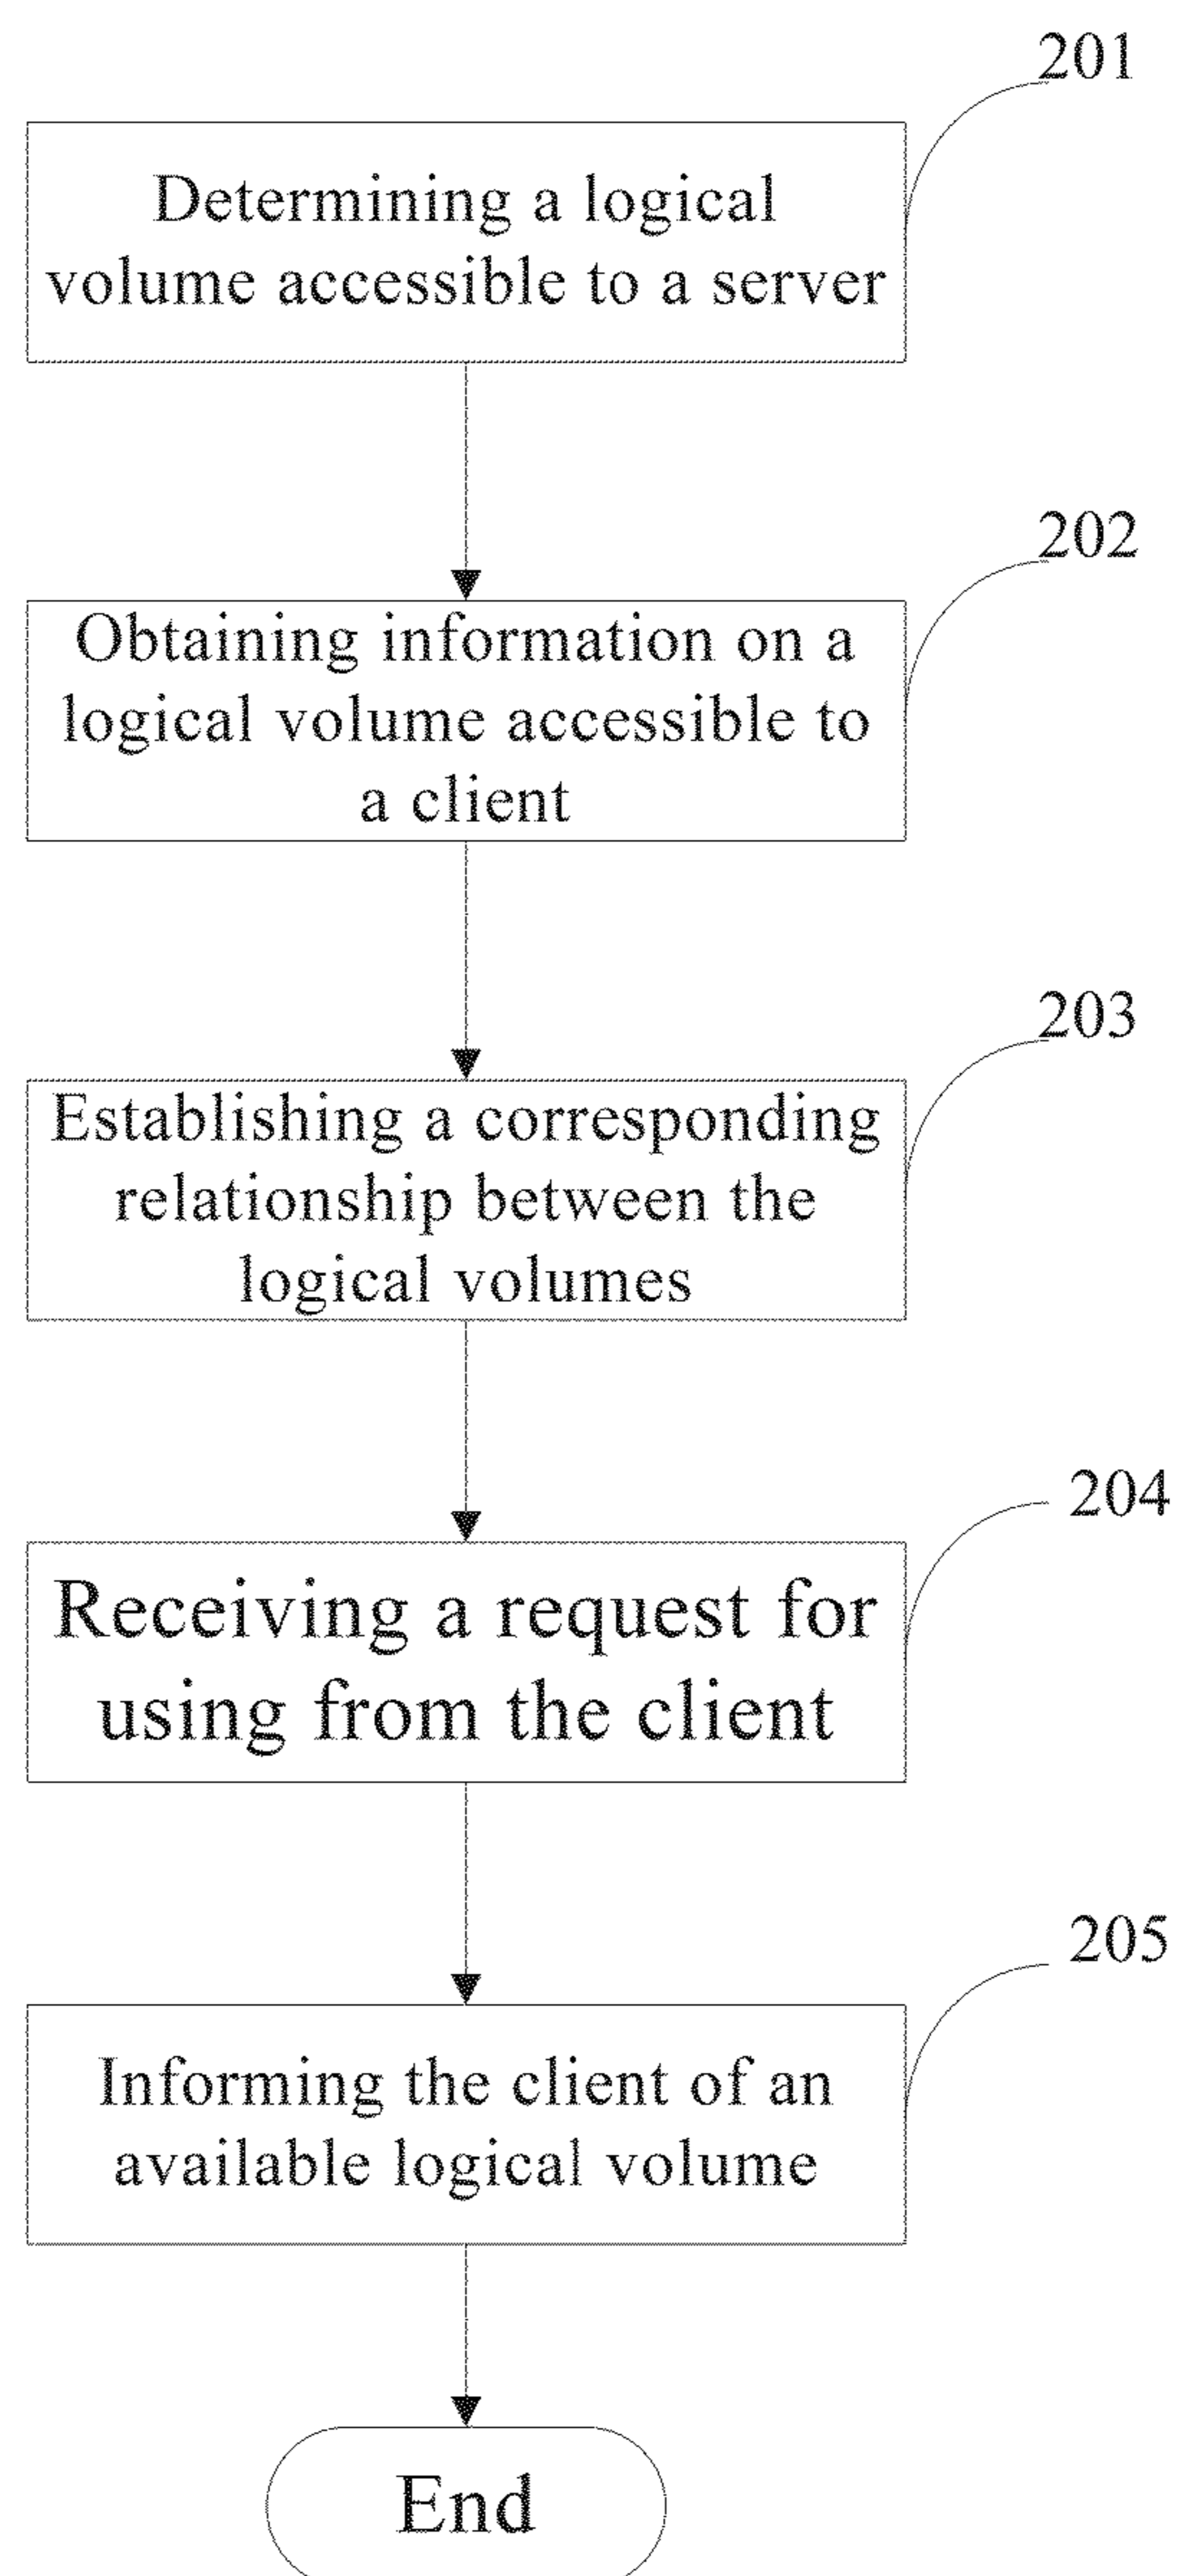 201
Determining a logical
volume accessible to a server
202
Obtaining information on a
logical volume accessible to
a client
203
Establishing a corresponding
relationship between the
logical volumes
204
Receiving a request for
using from the client
205
Informing the client of an
available logical volume
End